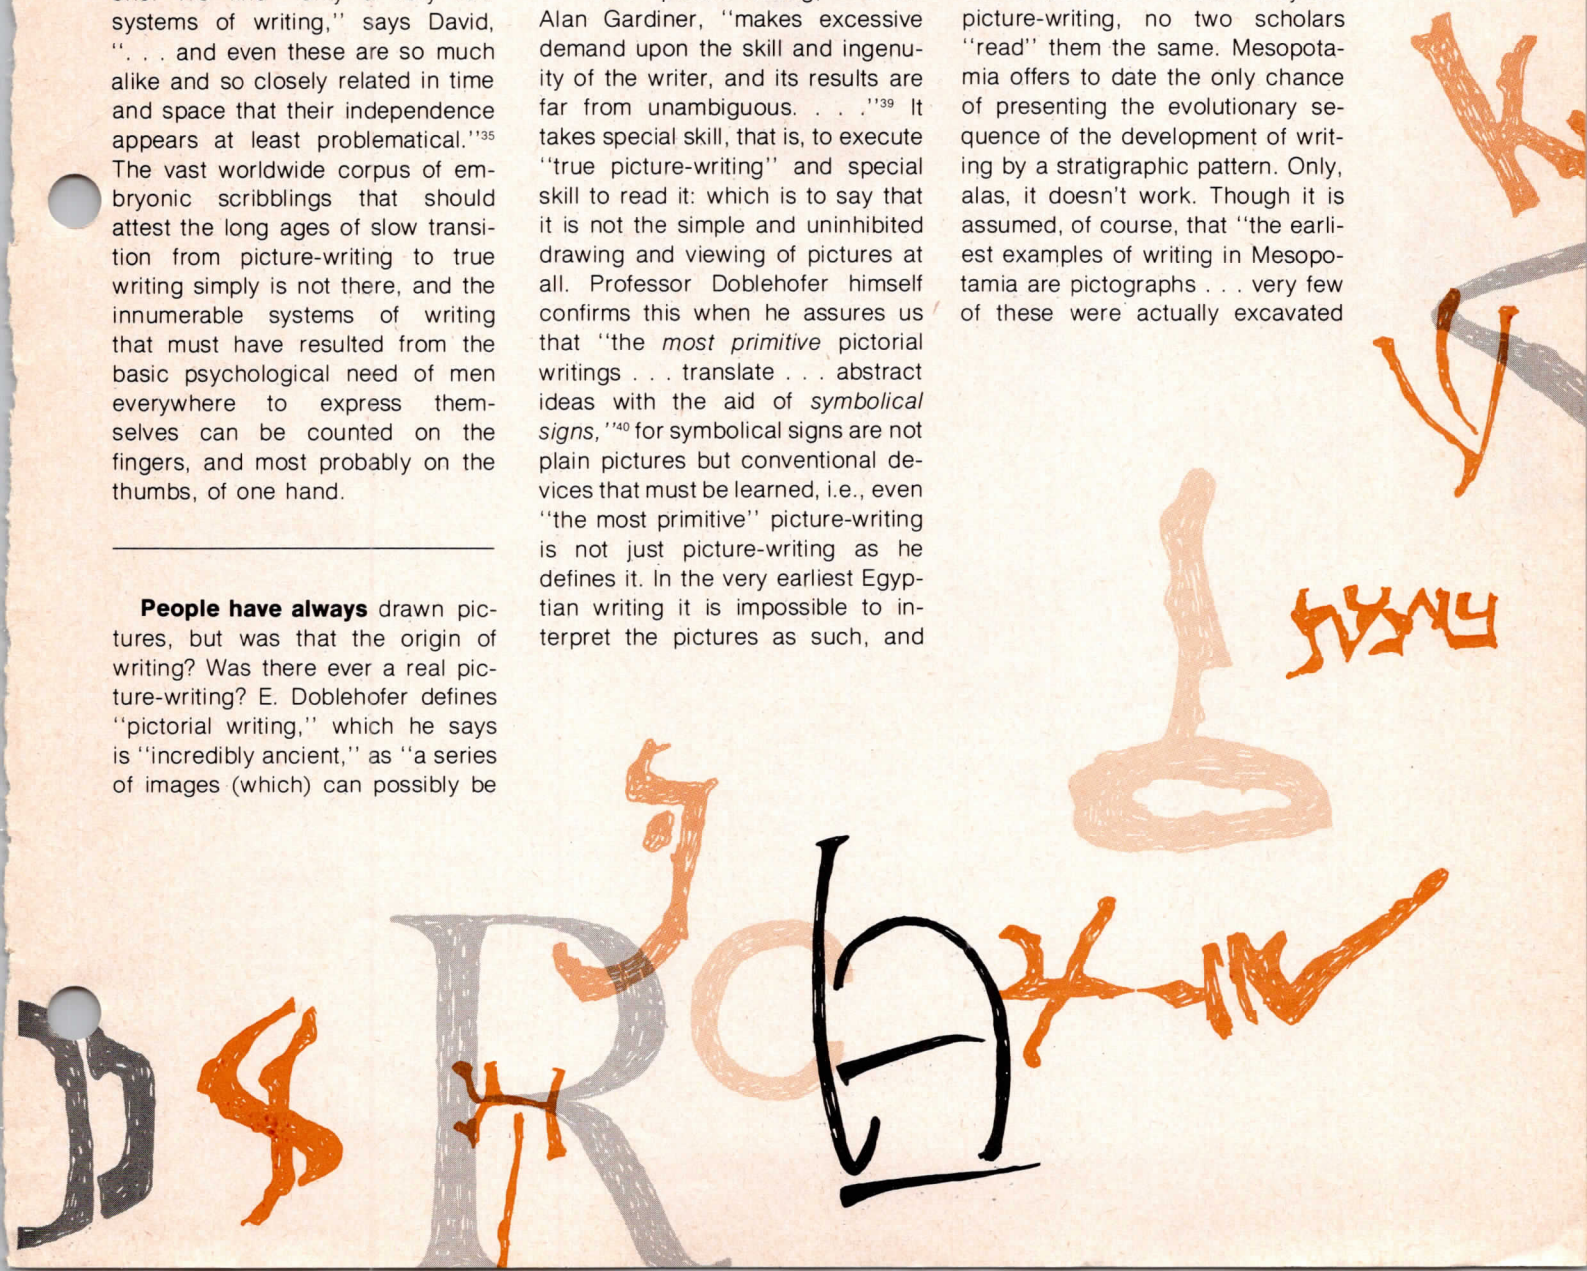 systems of writing,” says David,
“. . . and even these are so much
alike and so closely related in time
and space that their independence
appears at least problematical.”35
The vast worldwide corpus of em-
bryonic scribblings that should
attest the long ages of slow transi-
tion from picture-writing to true
writing simply is not there, and the
innumerable systems of writing
that must have resulted from the
basic psychological need of men
everywhere to express them-
selves can be counted on the
fingers, and most probably on the
thumbs, of one hand.
People have always drawn pic-
tures, but was that the origin of
writing? Was there ever a real pic-
ture-writing? E. Doblehofer defines
“pictorial writing,” which he says
is “incredibly ancient,” as “a series
of images (which) can possibly be
Alan Gardiner, “makes excessive
demand upon the skill and ingenu-
ity of the writer, and its results are
far from unambiguous. . . .”39 It
takes special skill, that is, to execute
“true picture-writing” and special
skill to read it: which is to say that
it is not the simple and uninhibited
drawing and viewing of pictures at
all. Professor Doblehofer himself
confirms this when he assures us
that “the most primitive pictorial
writings . . . translate . . . abstract
ideas with the aid of symbolical
signs,”40 for symbolical signs are not
plain pictures but conventional de-
vices that must be learned, i.e., even
“the most primitive” picture-writing
is not just picture-writing as he
defines it. In the very earliest Egyp-
tian writing it is impossible to in-
terpret the pictures as such, and
picture-writing, no two scholars
“read” them the same. Mesopota-
mia offers to date the only chance
of presenting the evolutionary se-
quence of the development of writ-
ing by a stratigraphic pattern. Only,
alas, it doesn't work. Though it is
assumed, of course, that “the earli-
est examples of writing in Mesopo-
tamia are pictographs . . . very few
of these were actually excavated
R